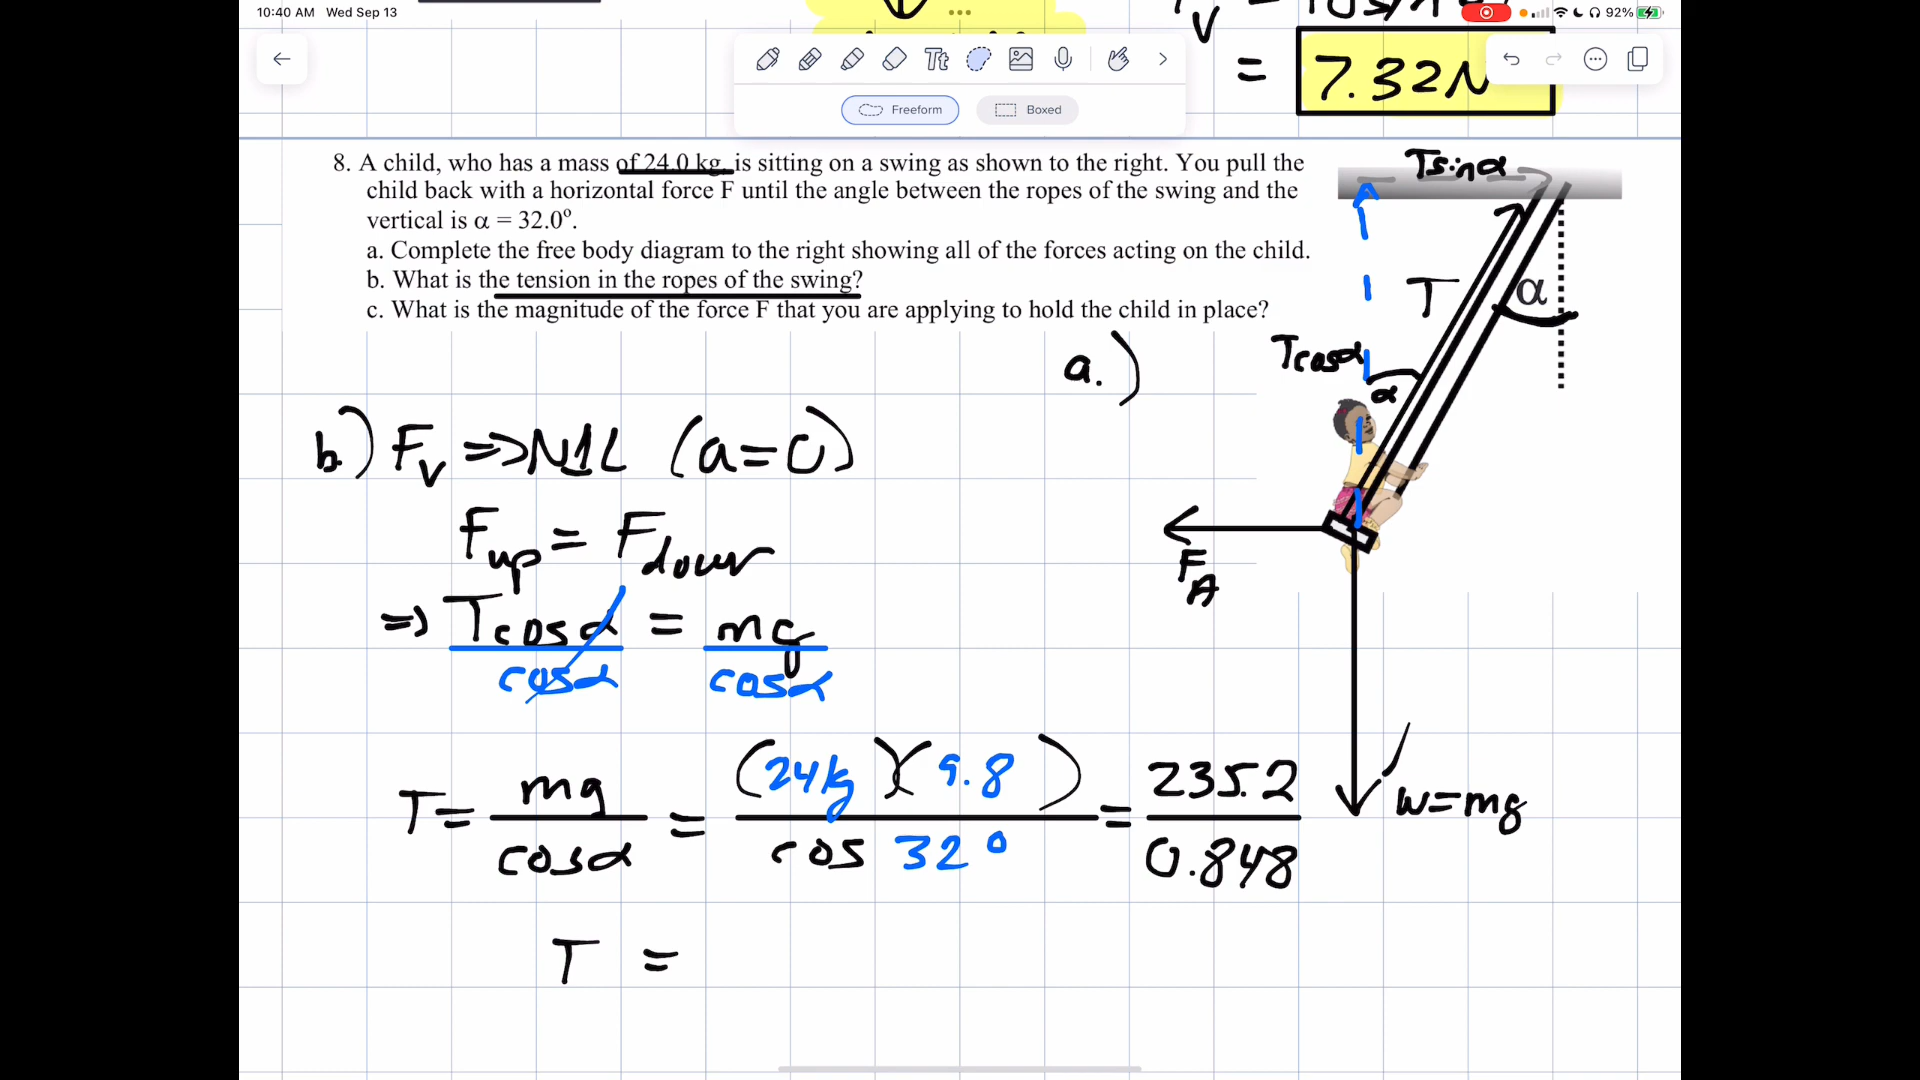 10:40 AM Wed Sep 13
92%
= 7.32N
Tt
Freeform
Boxed
8. A child, who has a mass of 24.0 kg, is sitting on a swing as shown to the right. You pull the
child back with a horizontal force F until the angle between the ropes of the swing and the
vertical is α = 32.0°.
a. Complete the free body diagram to the right showing all of the forces acting on the child.
b. What is the tension in the ropes of the swing?
c. What is the magnitude of the force F that you are applying to hold the child in place?
Tsinα
T
α
Tcosα
α
a.)
b.) Fv => N1L (a=0)
Fup = Fdown
FA
=> Tcosα = mg
cosα cosα
T = mg / cosα = (24kg)(9.8) / cos 32° = 235.2 / 0.848
w=mg
T =